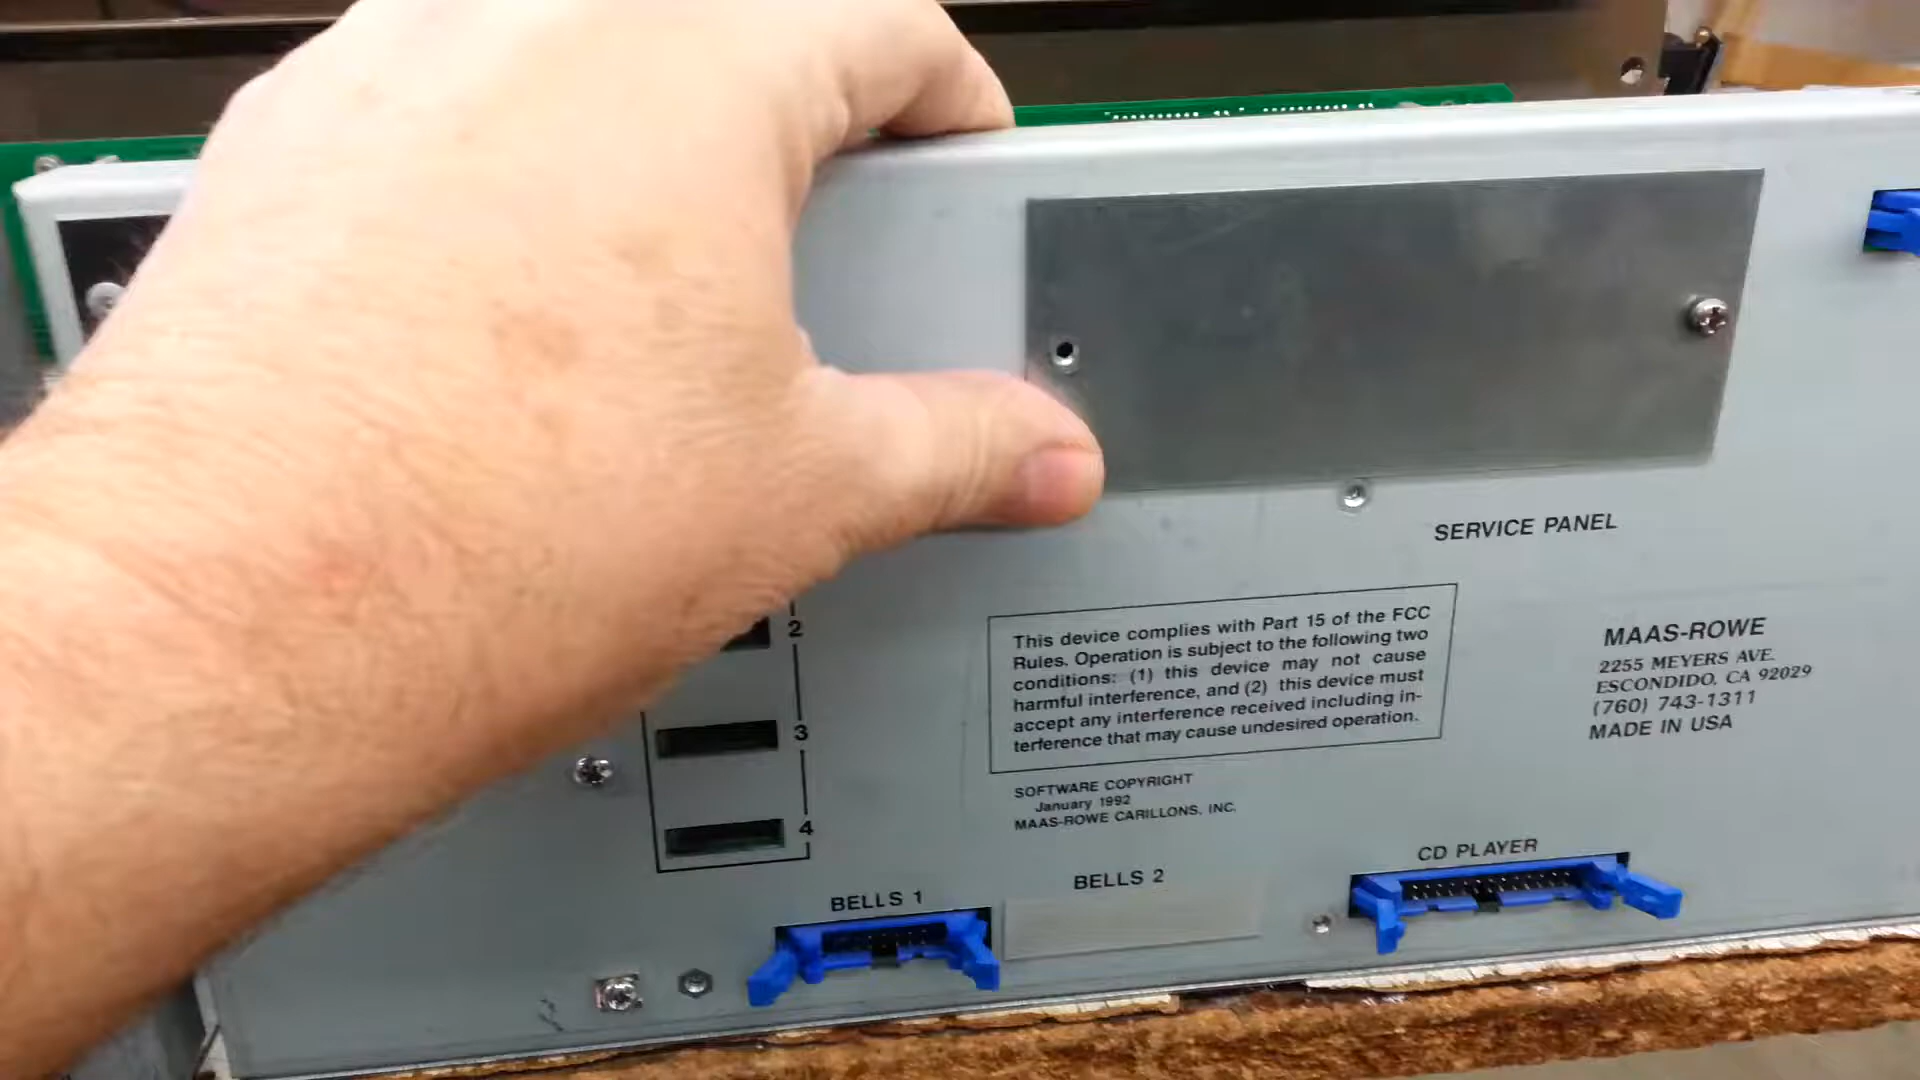 SERVICE PANEL
This device complies with Part 15 of the FCC
Rules. Operation is subject to the following two
conditions: (1) this device may not cause
harmful interference, and (2) this device must
accept any interference received including in-
terference that may cause undesired operation.
MAAS-ROWE
2255 MEYERS AVE.
ESCONDIDO, CA 92029
(760) 743-1311
MADE IN USA
SOFTWARE COPYRIGHT
January 1992
MAAS-ROWE CARILLONS, INC.
2
3
4
BELLS 1
BELLS 2
CD PLAYER